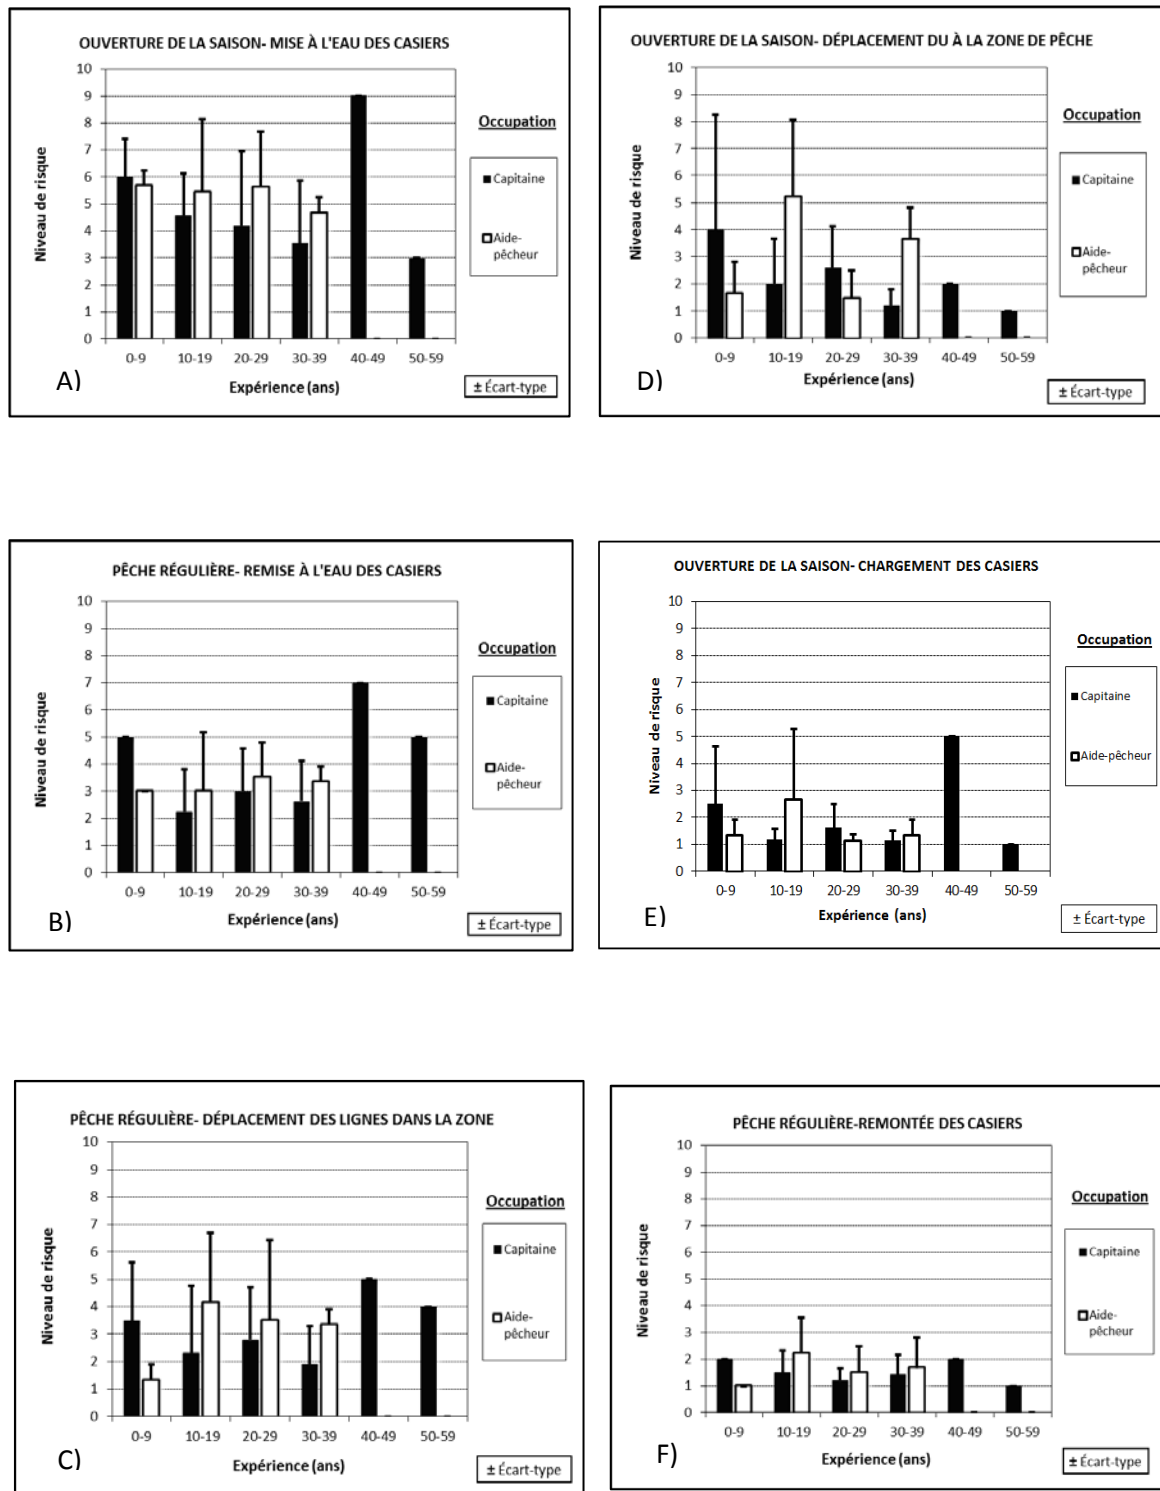 OUVERTURE DE LA SAISON- MISE À L'EAU DES CASIERS
10
9
8
7
6
5
4
3
2
1
0
Niveau de risque
0-9 10-19 20-29 30-39 40-49 50-59
Expérience (ans)
Occupation
Capitaine
Aide-
pêcheur
± Écart-type
A)
OUVERTURE DE LA SAISON- DÉPLACEMENT DU À LA ZONE DE PÊCHE
10
9
8
7
6
5
4
3
2
1
0
Niveau de risque
0-9 10-19 20-29 30-39 40-49 50-59
Expérience (ans)
Occupation
Capitaine
Aide-
pêcheur
± Écart-type
D)
PÊCHE RÉGULIÈRE- REMISE À L'EAU DES CASIERS
10
9
8
7
6
5
4
3
2
1
0
Niveau de risque
0-9 10-19 20-29 30-39 40-49 50-59
Expérience (ans)
Occupation
Capitaine
Aide-
pêcheur
± Écart-type
B)
OUVERTURE DE LA SAISON- CHARGEMENT DES CASIERS
10
9
8
7
6
5
4
3
2
1
0
Niveau de risque
0-9 10-19 20-29 30-39 40-49 50-59
Expérience (ans)
Occupation
Capitaine
Aide-pêcheur
± Écart-type
E)
PÊCHE RÉGULIÈRE- DÉPLACEMENT DES LIGNES DANS LA ZONE
10
9
8
7
6
5
4
3
2
1
0
Niveau de risque
0-9 10-19 20-29 30-39 40-49 50-59
Expérience (ans)
Occupation
Capitaine
Aide-
pêcheur
± Écart-type
C)
PÊCHE RÉGULIÈRE-REMONTÉE DES CASIERS
10
9
8
7
6
5
4
3
2
1
0
Niveau de risque
0-9 10-19 20-29 30-39 40-49 50-59
Expérience (ans)
Occupation
Capitaine
Aide-
pêcheur
± Écart-type
F)